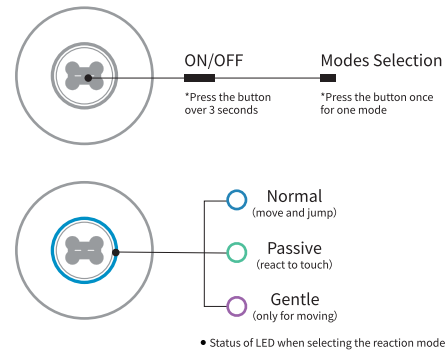 ON/OFF
Modes Selection
*Press the button
over 3 seconds
*Press the button once
for one mode
Normal
(move and jump)
Passive
(react to touch)
Gentle
(only for moving)
● Status of LED when selecting the reaction mode